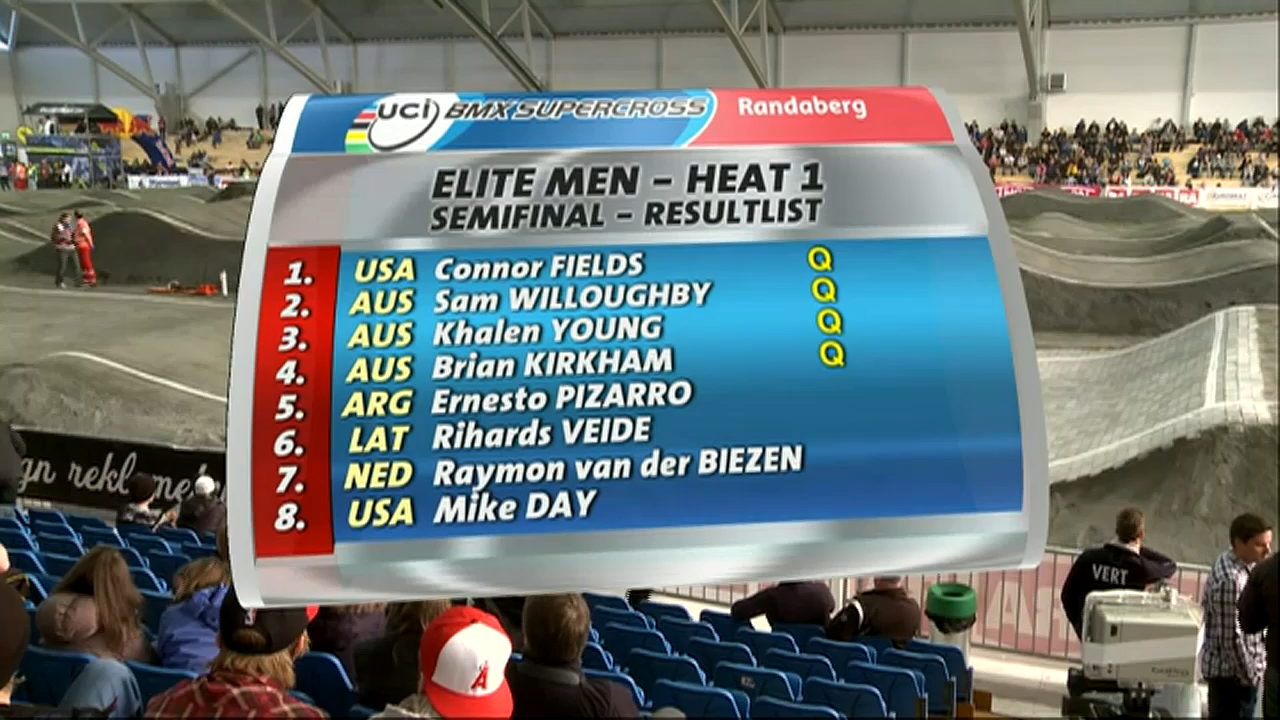 UCI BMX SUPERCROSS Randaberg
ELITE MEN – HEAT 1
SEMIFINAL – RESULTLIST
1. USA Connor FIELDS Q
2. AUS Sam WILLOUGHBY Q
3. AUS Khalen YOUNG Q
4. AUS Brian KIRKHAM Q
5. ARG Ernesto PIZARRO
6. LAT Rihards VEIDE
7. NED Raymon van der BIEZEN
8. USA Mike DAY
VERT
A